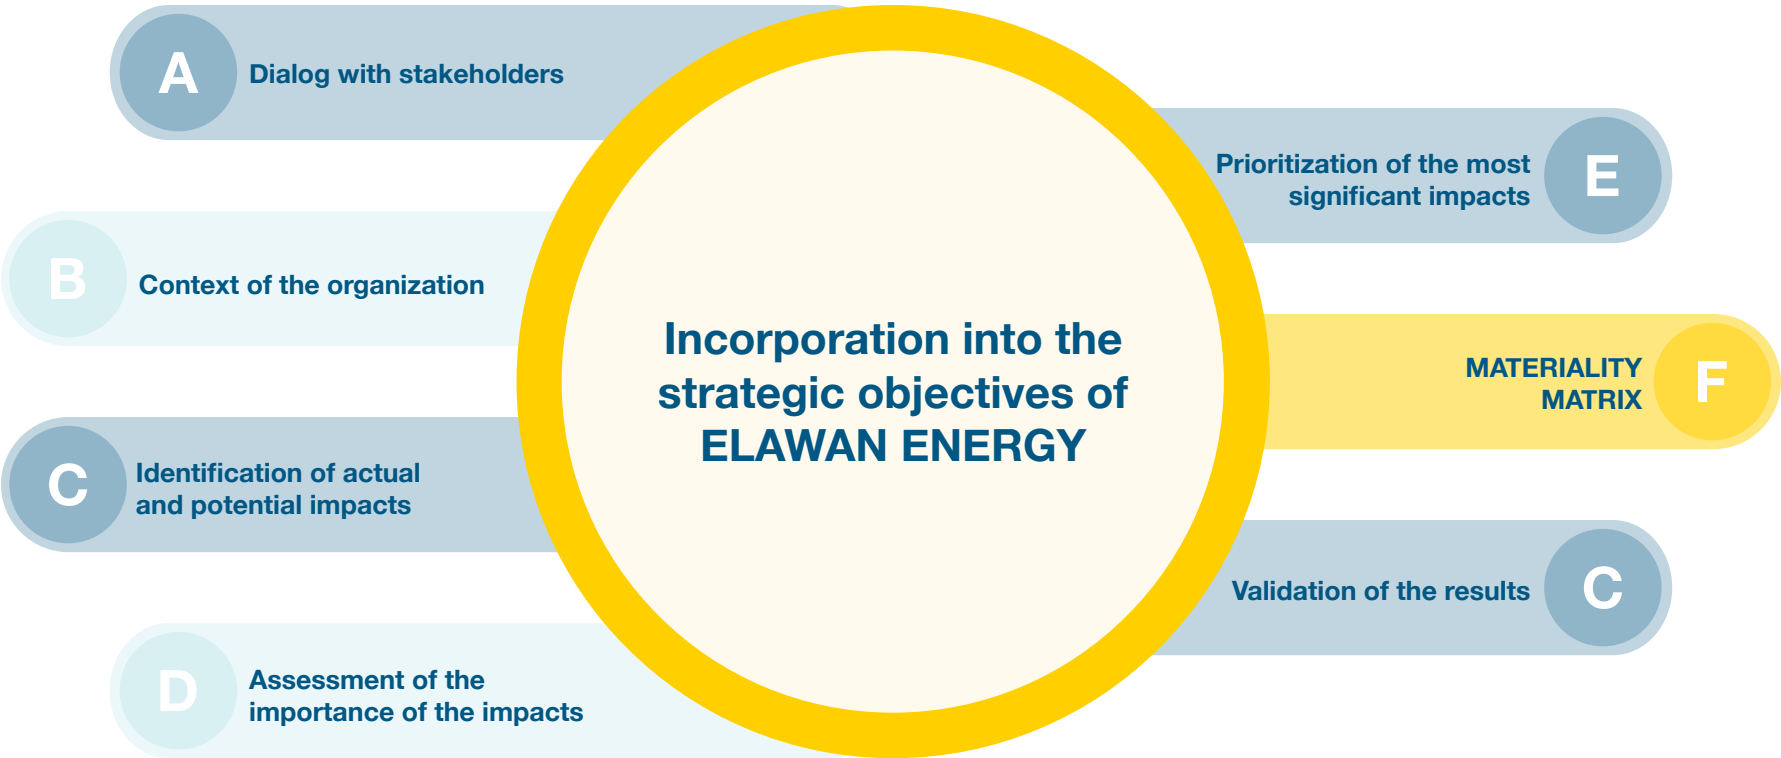 A
Dialog with stakeholders
B
Context of the organization
C
Identification of actual
and potential impacts
D
Assessment of the
importance of the impacts
Incorporation into the
strategic objectives of
ELAWAN ENERGY
Prioritization of the most
significant impacts
E
MATERIALITY
MATRIX
F
Validation of the results
C